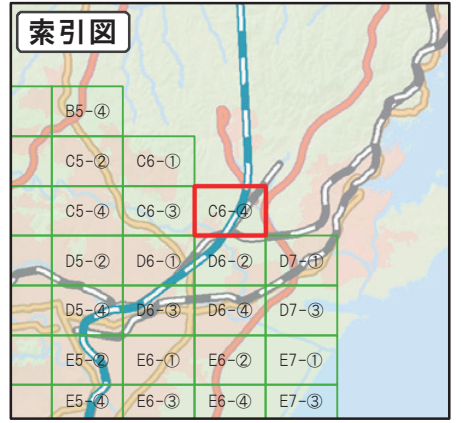 索引図
B5-④
C5-② C6-①
C5-④ C6-③ C6-④
D5-② D6-① D6-② D7-①
D5-④ D6-③ D6-④ D7-③
E5-② E6-① E6-② E7-①
E5-④ E6-③ E6-④ E7-③